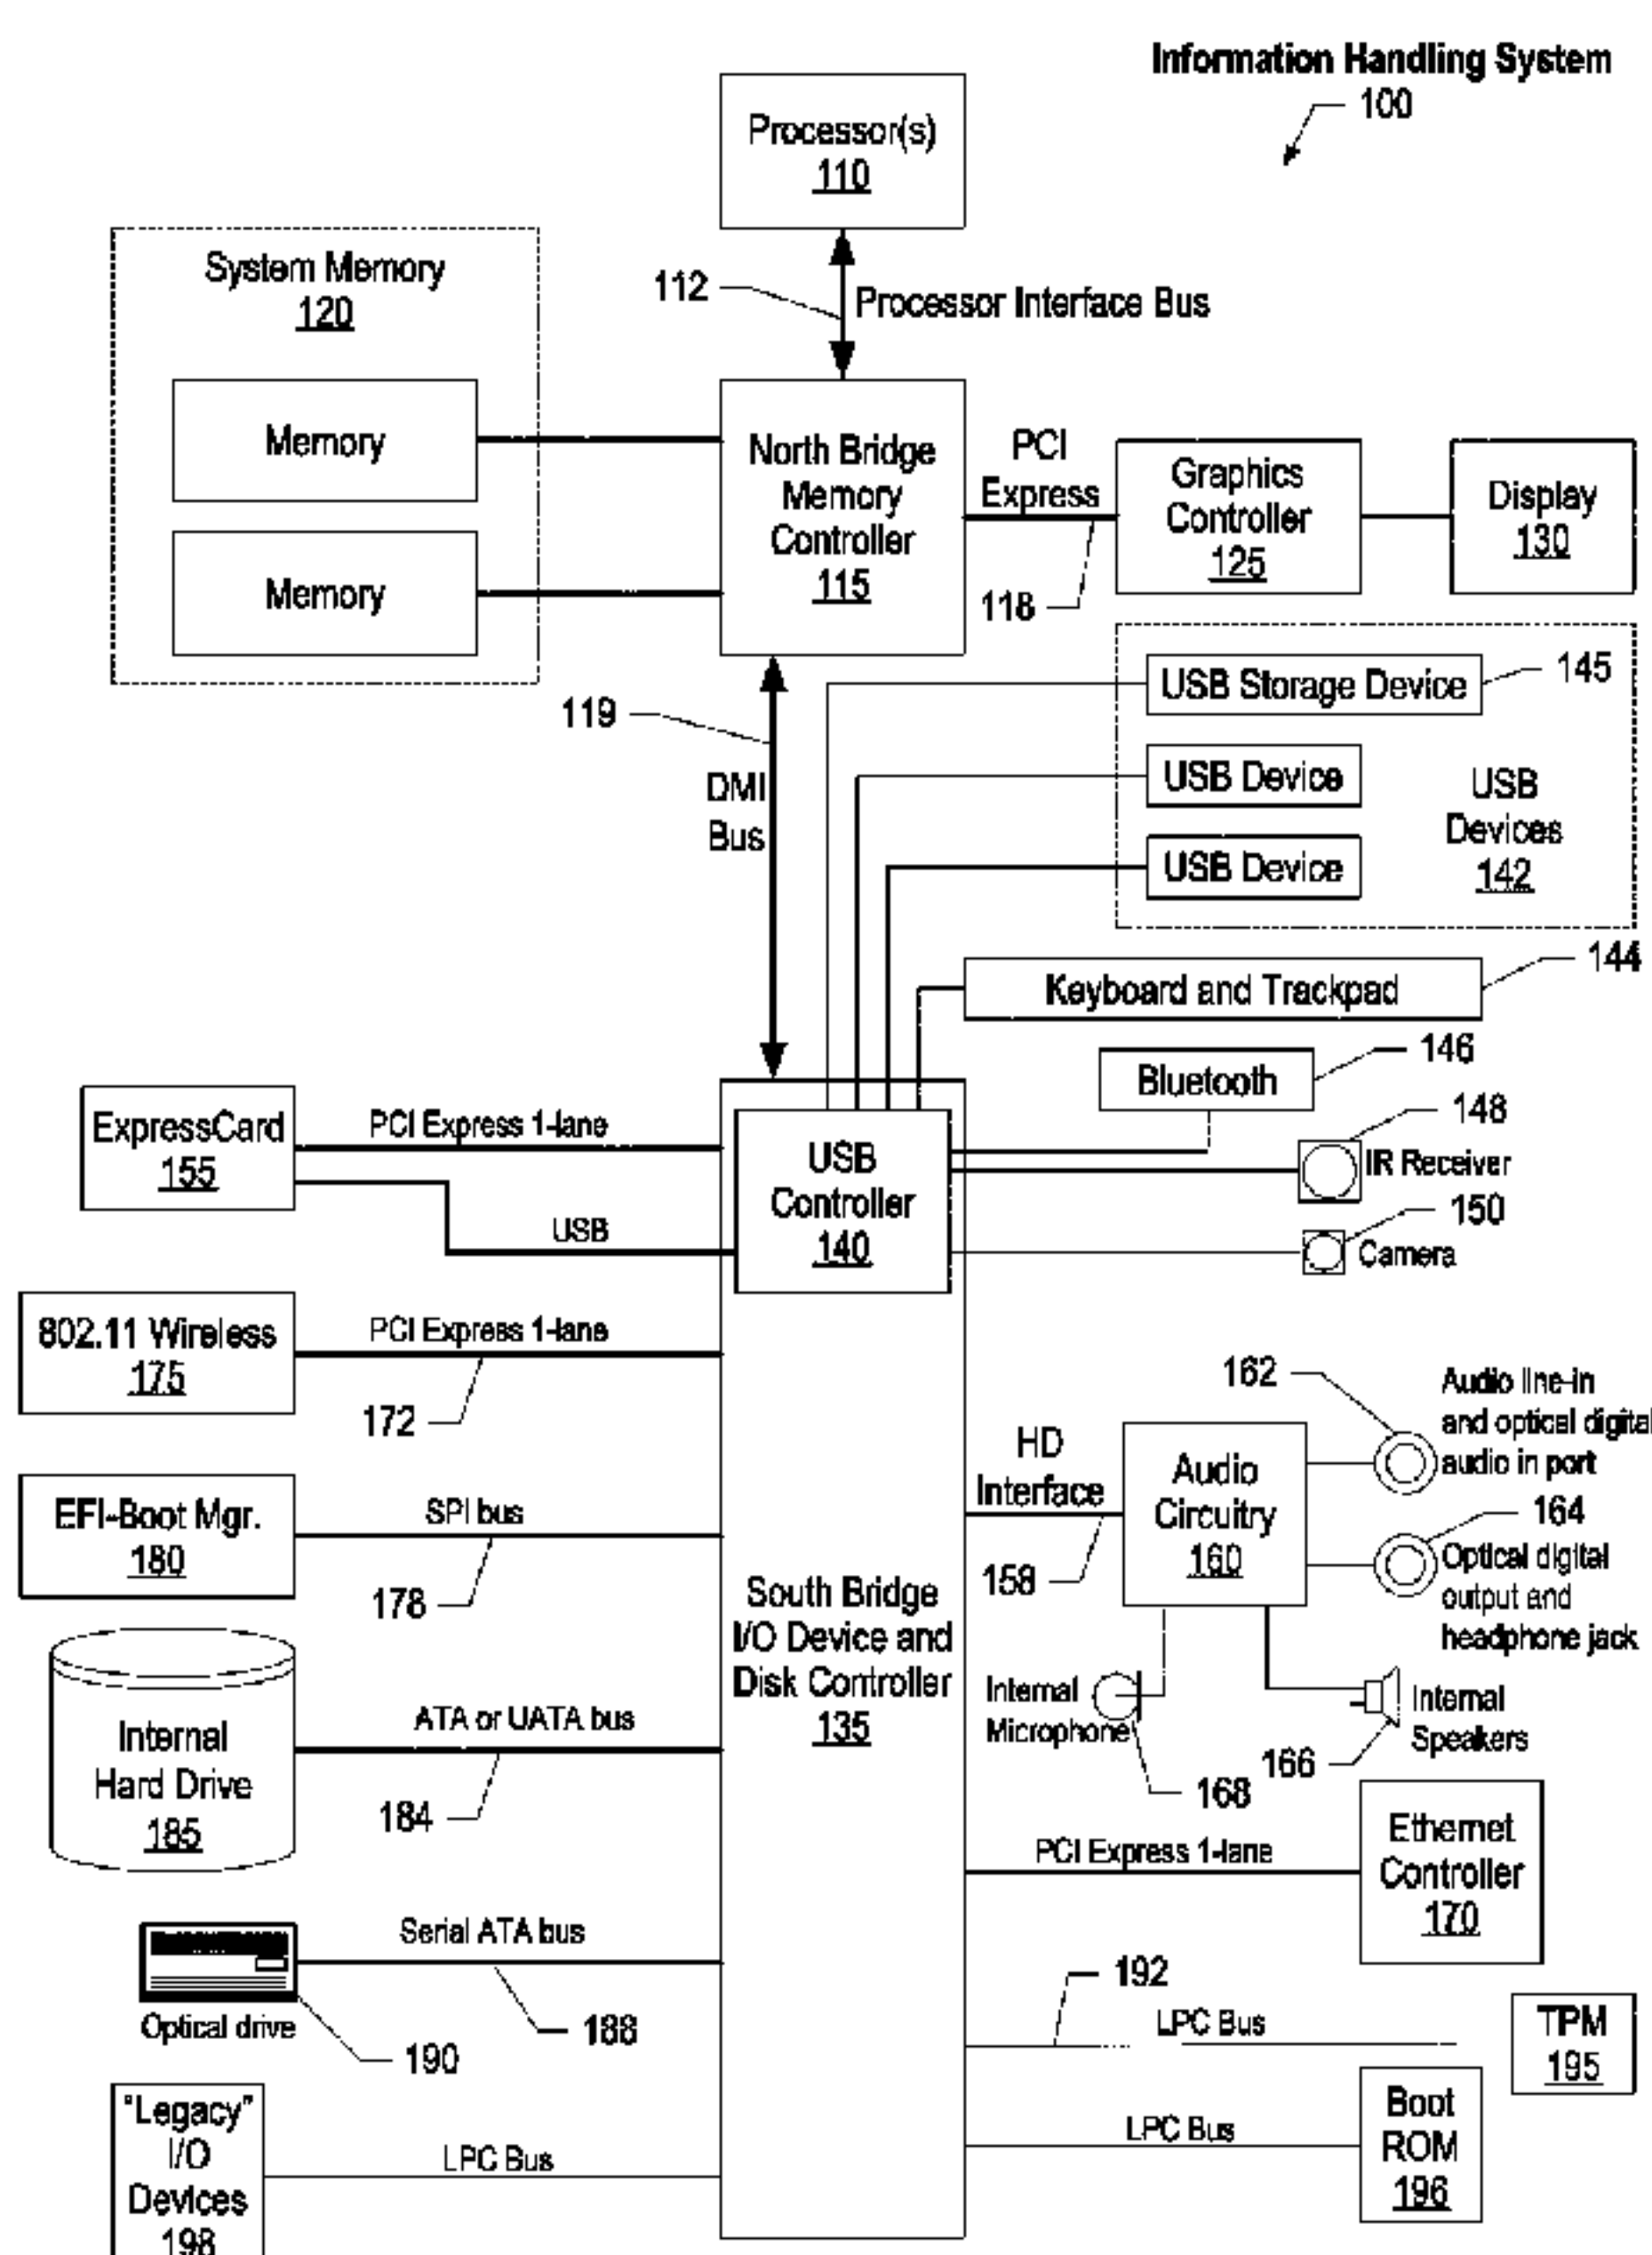 Information Handling System
100
Processor(s)
110
System Memory
120
112
Processor Interface Bus
Memory
Memory
North Bridge
Memory
Controller
115
PCI
Express
118
Graphics
Controller
125
Display
130
119
DMI
Bus
USB Storage Device
145
USB Device
USB Device
USB
Devices
142
Keyboard and Trackpad
144
Bluetooth
146
148
IR Receiver
150
Camera
ExpressCard
155
PCI Express 1-lane
USB
USB
Controller
140
802.11 Wireless
175
PCI Express 1-lane
172
EFI-Boot Mgr.
180
SPI bus
178
Internal
Hard Drive
185
ATA or UATA bus
184
South Bridge
I/O Device and
Disk Controller
135
HD
Interface
158
Audio
Circuitry
160
162
Audio line-in
and optical digital
audio in port
164
Optical digital
output and
headphone jack
Internal
Microphone
168
166
Internal
Speakers
PCI Express 1-lane
Ethernet
Controller
170
Optical drive
190
Serial ATA bus
188
192
LPC Bus
TPM
195
LPC Bus
Boot
ROM
196
"Legacy"
I/O
Devices
198
LPC Bus